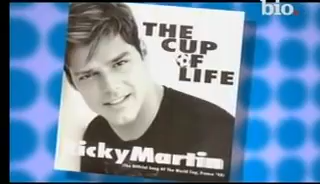 bio.
THE
CUP
OF
LIFE
RickyMartin
(The Official Song Of The World Cup, France '98)